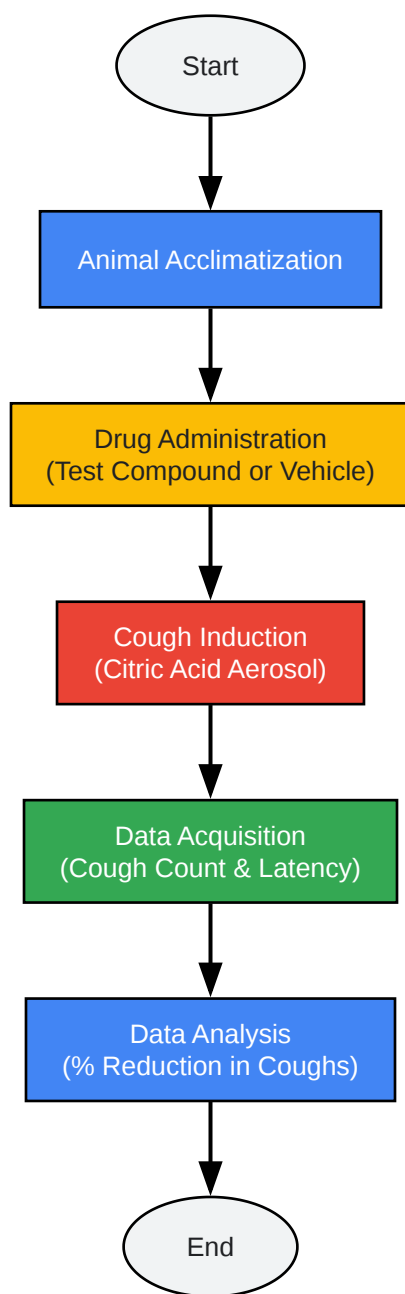 Start
Animal Acclimatization
Drug Administration
(Test Compound or Vehicle)
Cough Induction
(Citric Acid Aerosol)
Data Acquisition
(Cough Count & Latency)
Data Analysis
(% Reduction in Coughs)
End